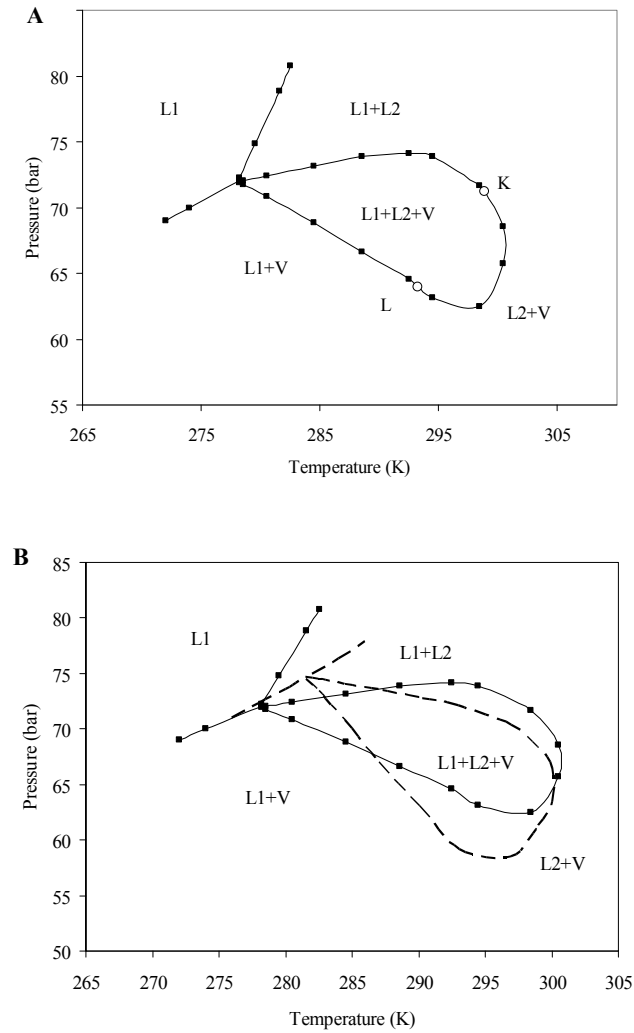 A
80
75
70
65
60
55
Pressure (bar)
L1
L1+L2
K
L1+L2+V
L1+V
L
L2+V
265 275 285 295 305
Temperature (K)
B
85
80
75
70
65
60
55
50
Pressure (bar)
L1
L1+L2
L1+L2+V
L1+V
L2+V
265 270 275 280 285 290 295 300 305
Temperature (K)